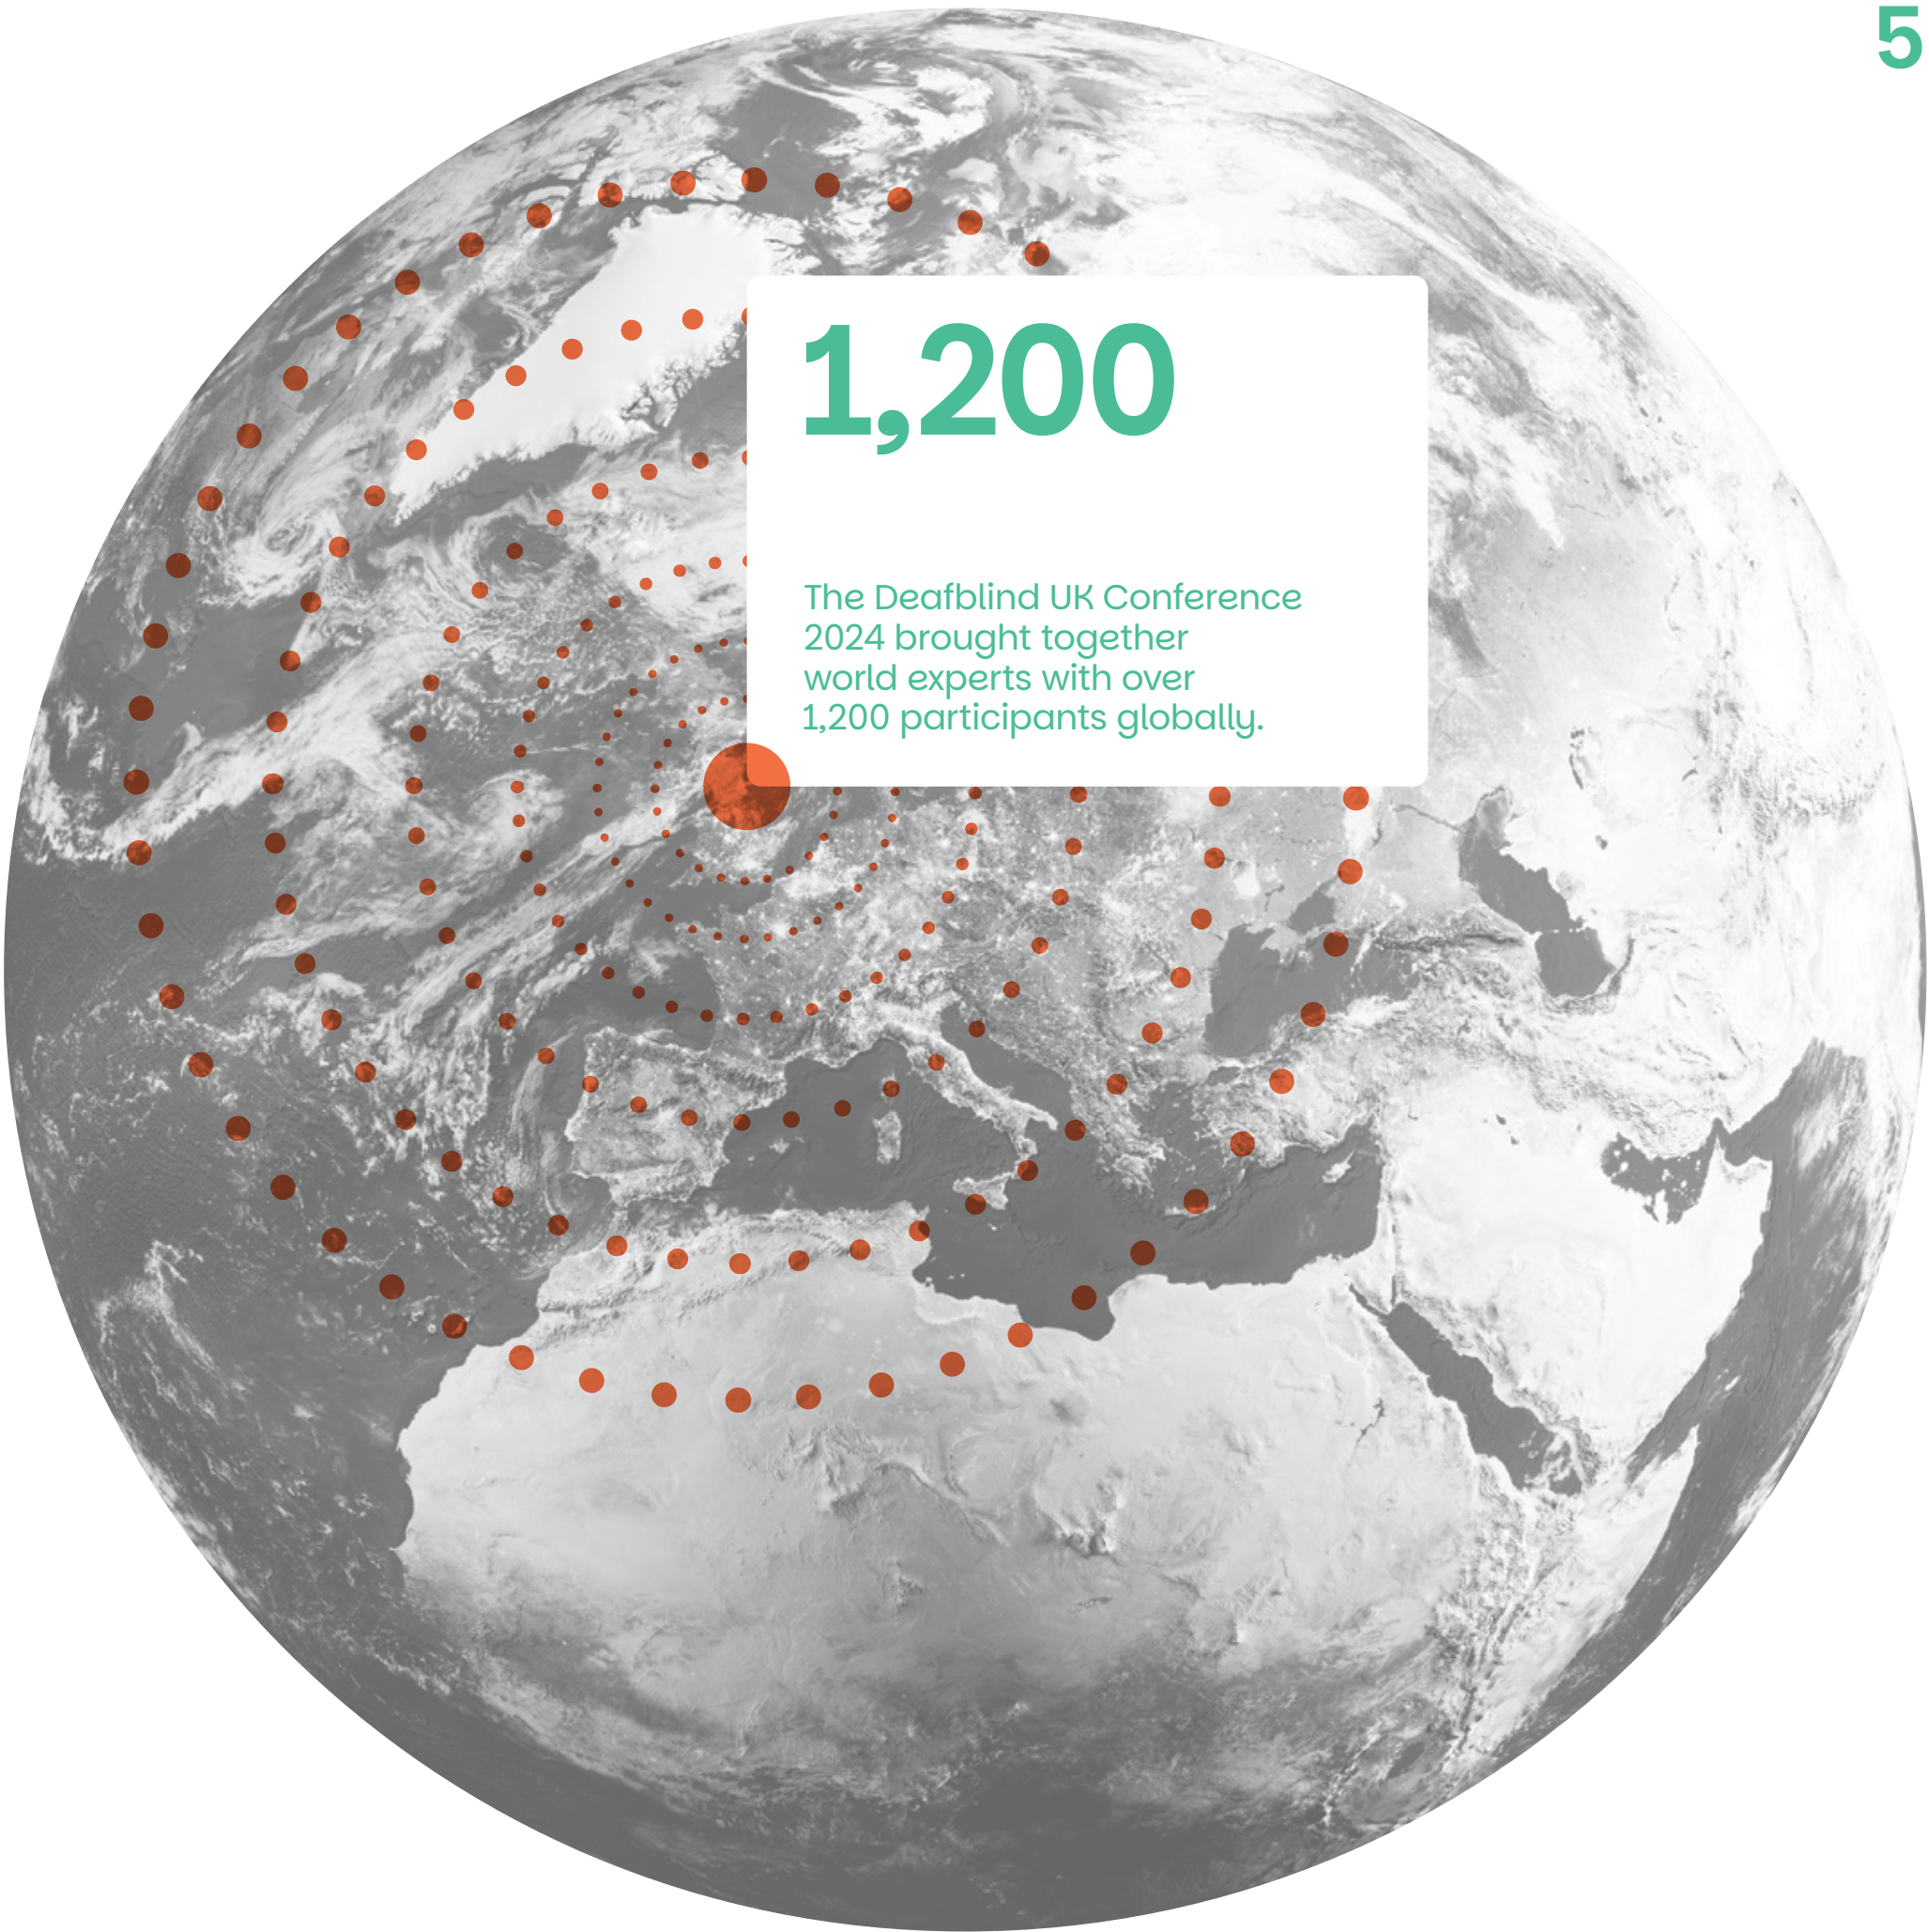 5
1,200
The Deafblind UK Conference
2024 brought together
world experts with over
1,200 participants globally.